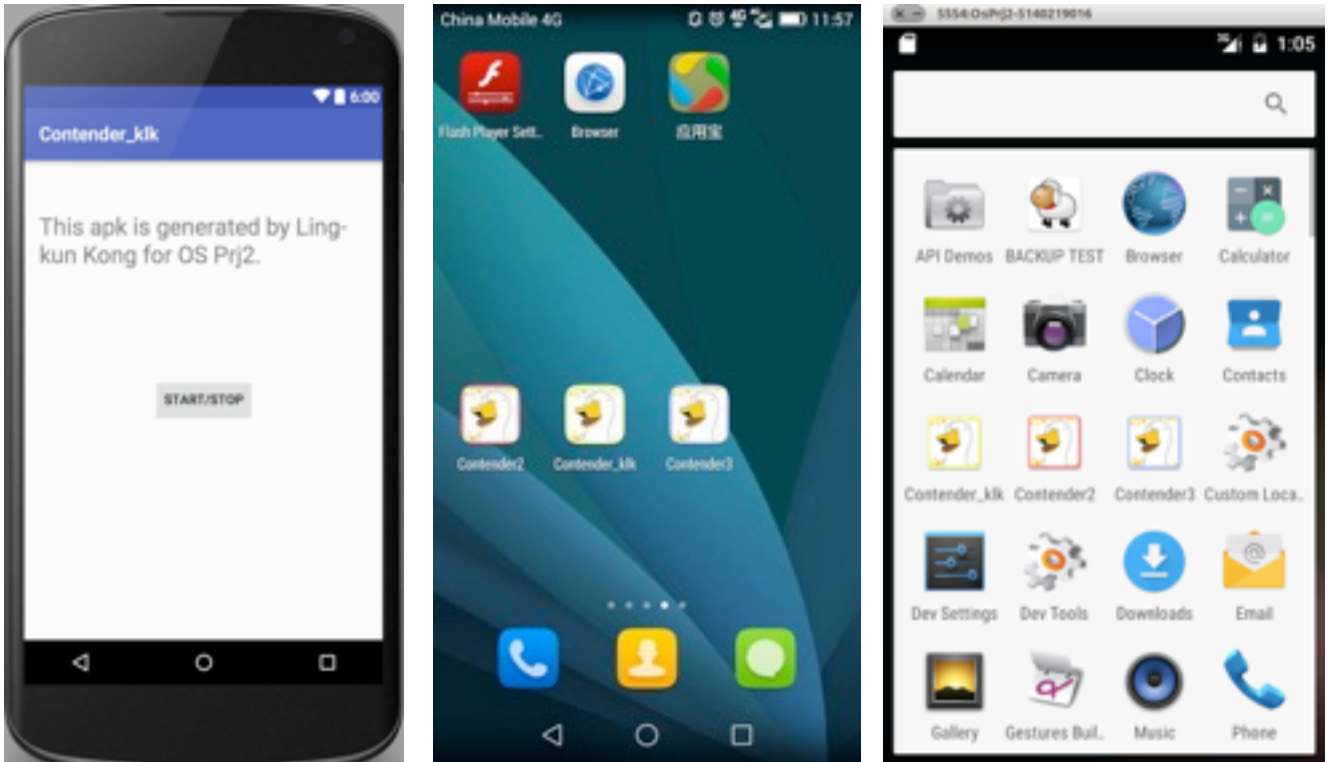 6:00
Contender_klk
This apk is generated by Ling-
kun Kong for OS Prj2.
START/STOP
China Mobile 4G
11:57
Flash Player Sett..
Browser
应用宝
Contender2
Contender_klk
Contender3
5554:OsPrj2-5140219016
3G
1:05
API Demos
BACKUP TEST
Browser
Calculator
Calendar
Camera
Clock
Contacts
Contender_klk
Contender2
Contender3
Custom Loca..
Dev Settings
Dev Tools
Downloads
Email
Gallery
Gestures Buil..
Music
Phone